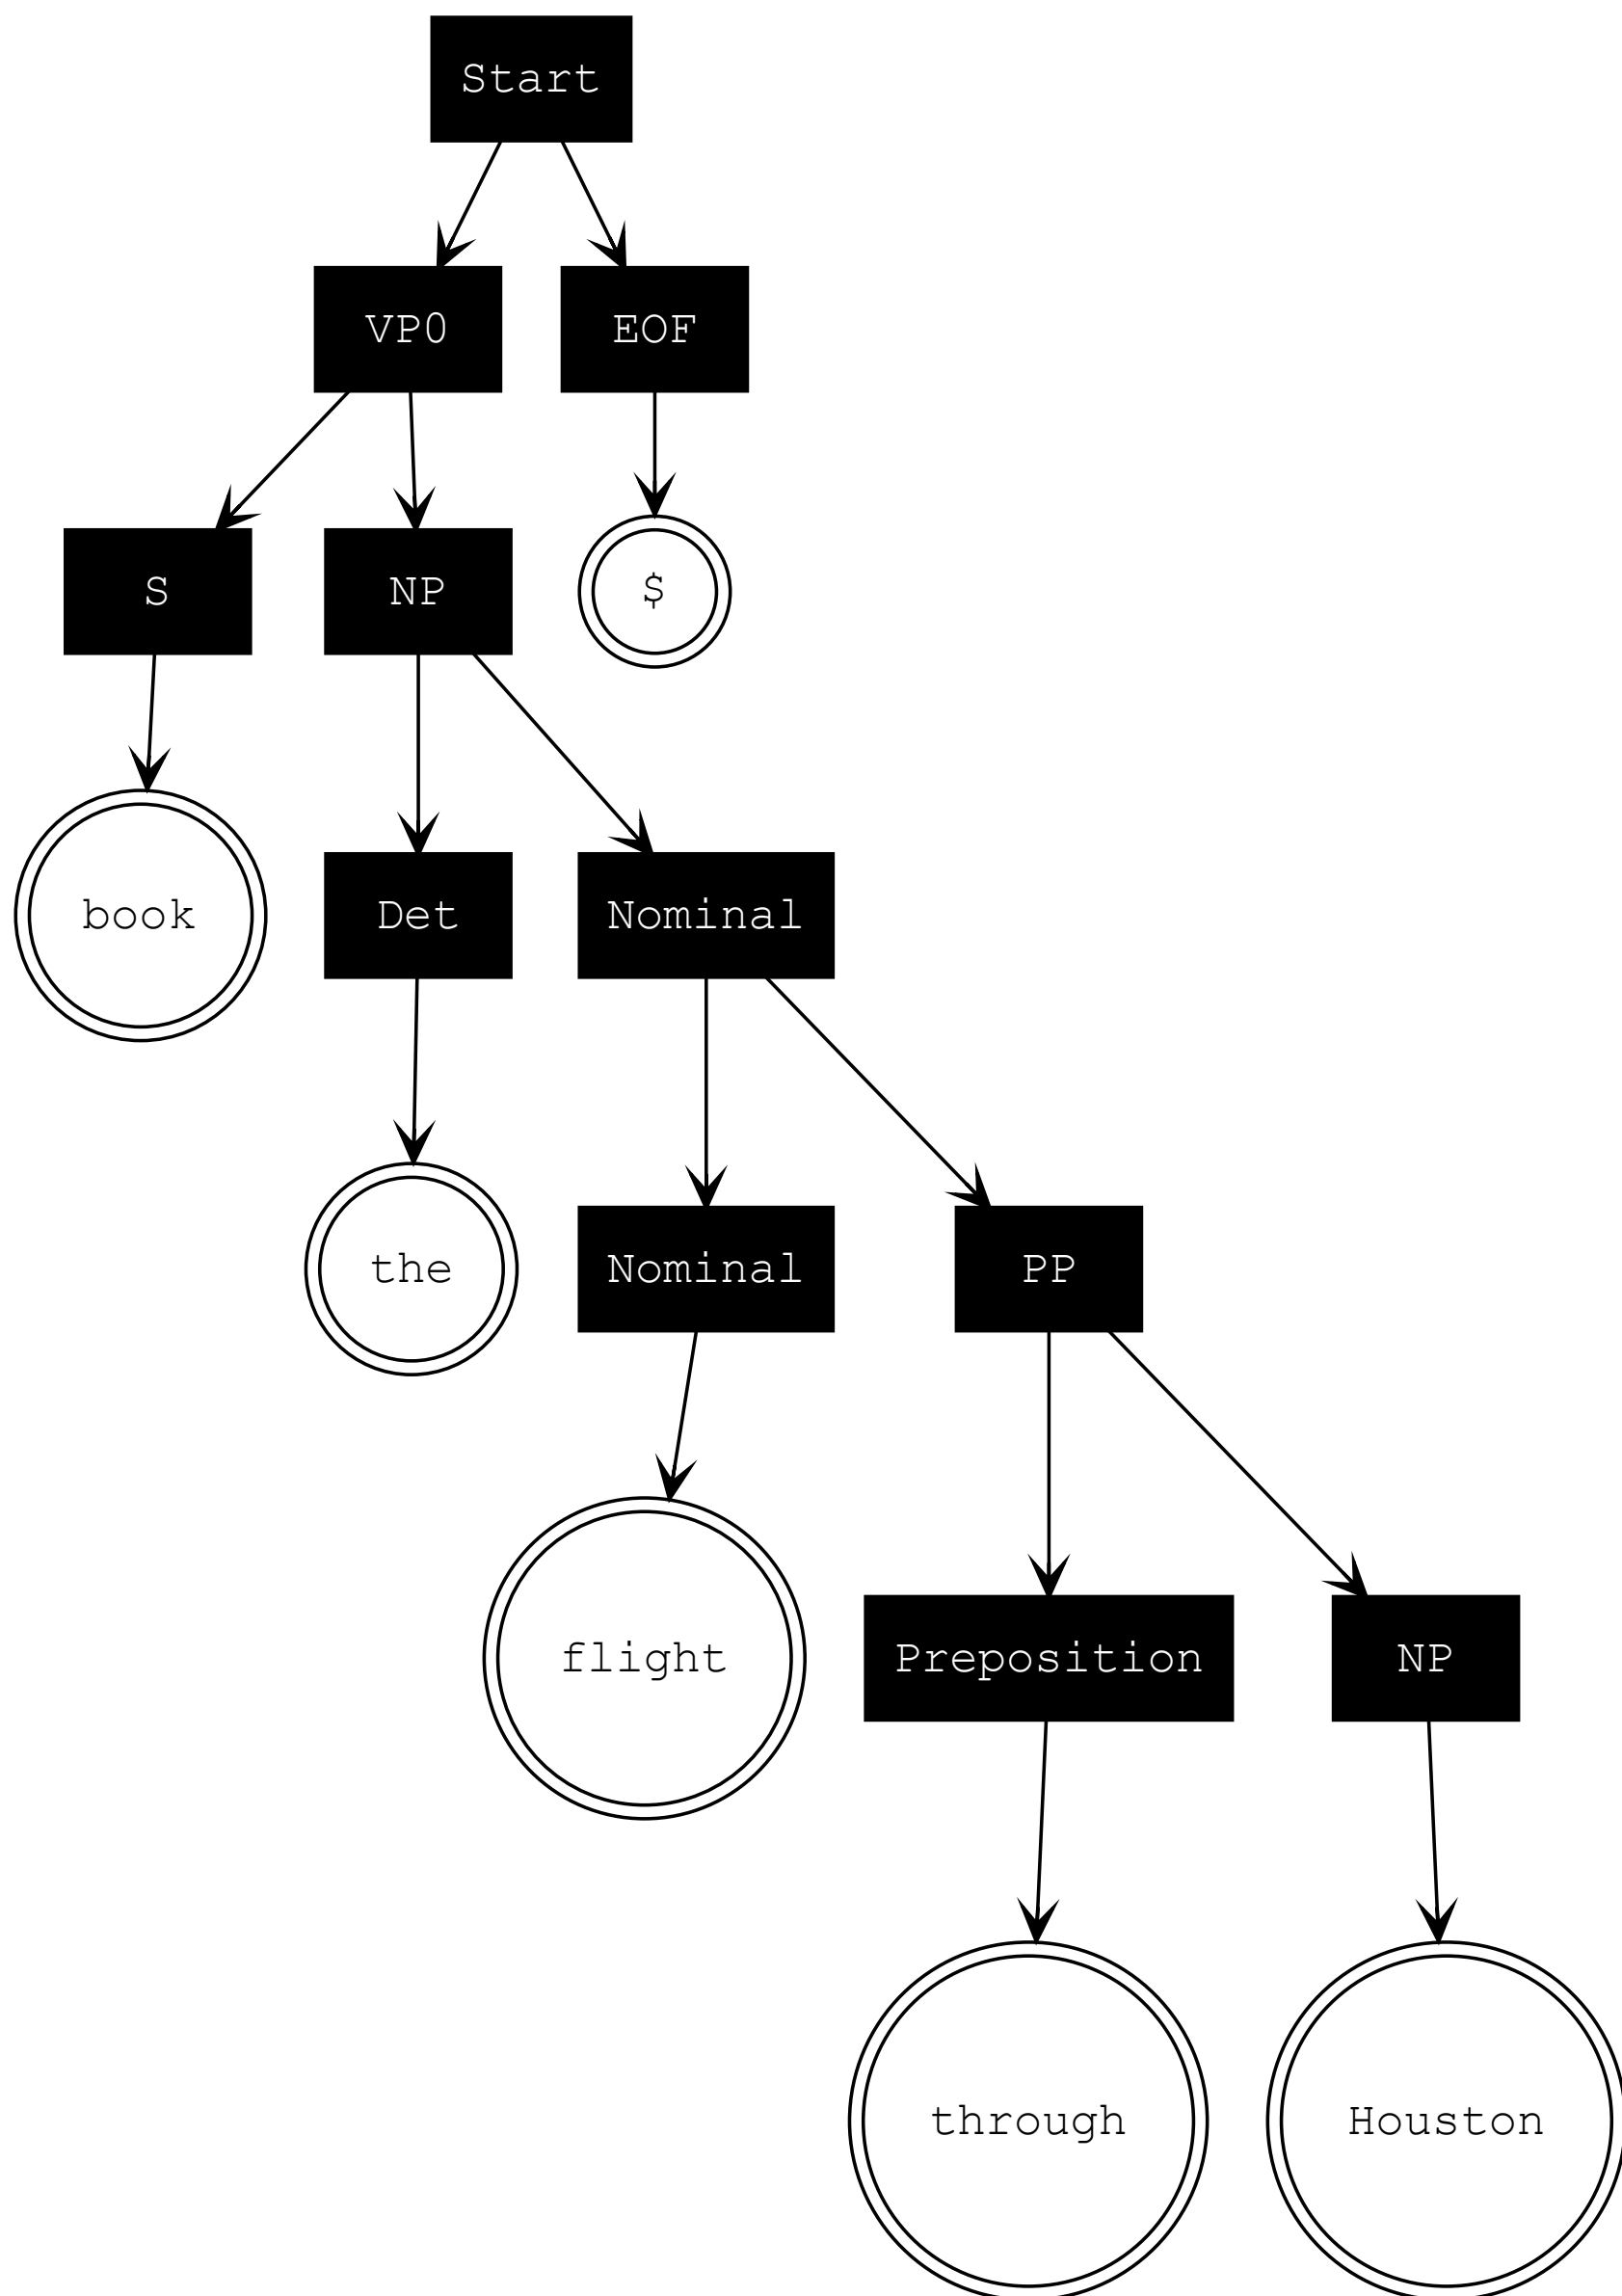 Start
VP0 EOF
S NP $
book Det Nominal
the Nominal PP
flight Preposition NP
through Houston